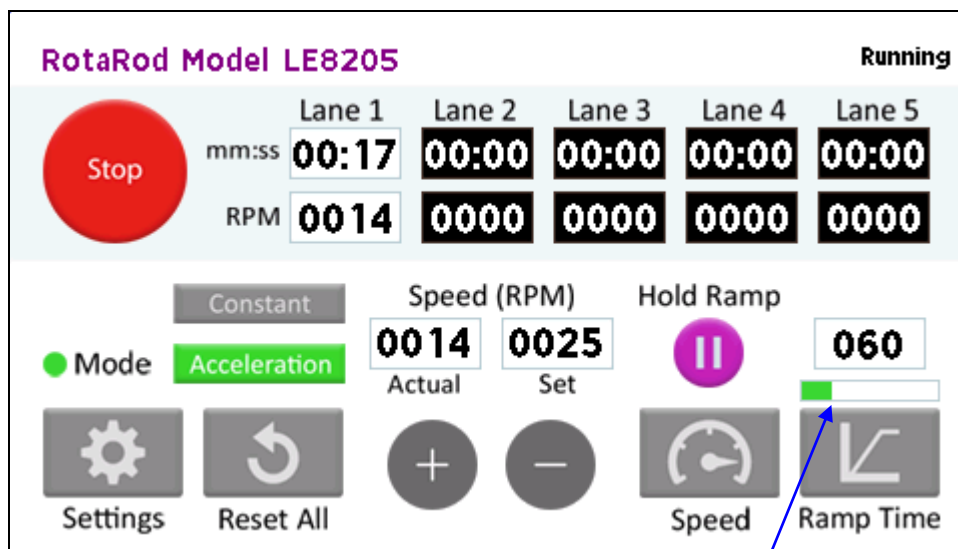 RotaRod Model LE8205 Running
Lane 1 Lane 2 Lane 3 Lane 4 Lane 5
Stop mm:ss 00:17 00:00 00:00 00:00 00:00
RPM 0014 0000 0000 0000 0000
Constant Speed (RPM) Hold Ramp
Mode Acceleration 0014 0025 060
Actual Set
+ −
Settings Reset All Speed Ramp Time